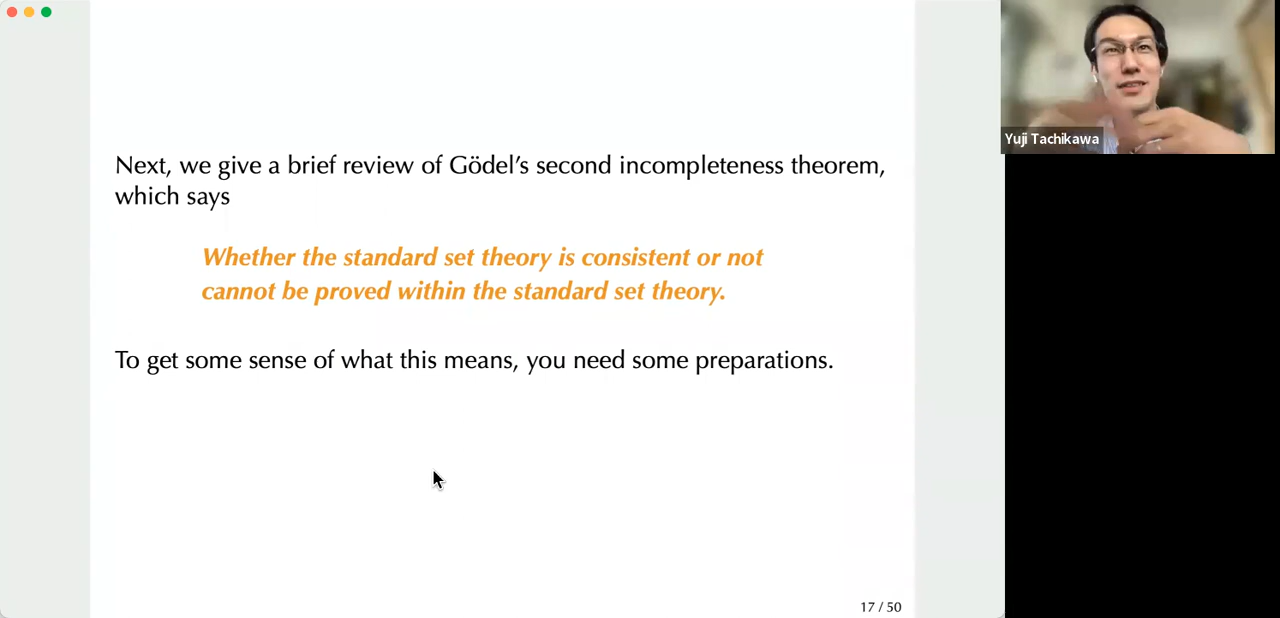 Next, we give a brief review of Gödel’s second incompleteness theorem,
which says
Whether the standard set theory is consistent or not
cannot be proved within the standard set theory.
To get some sense of what this means, you need some preparations.
17 / 50
Yuji Tachikawa